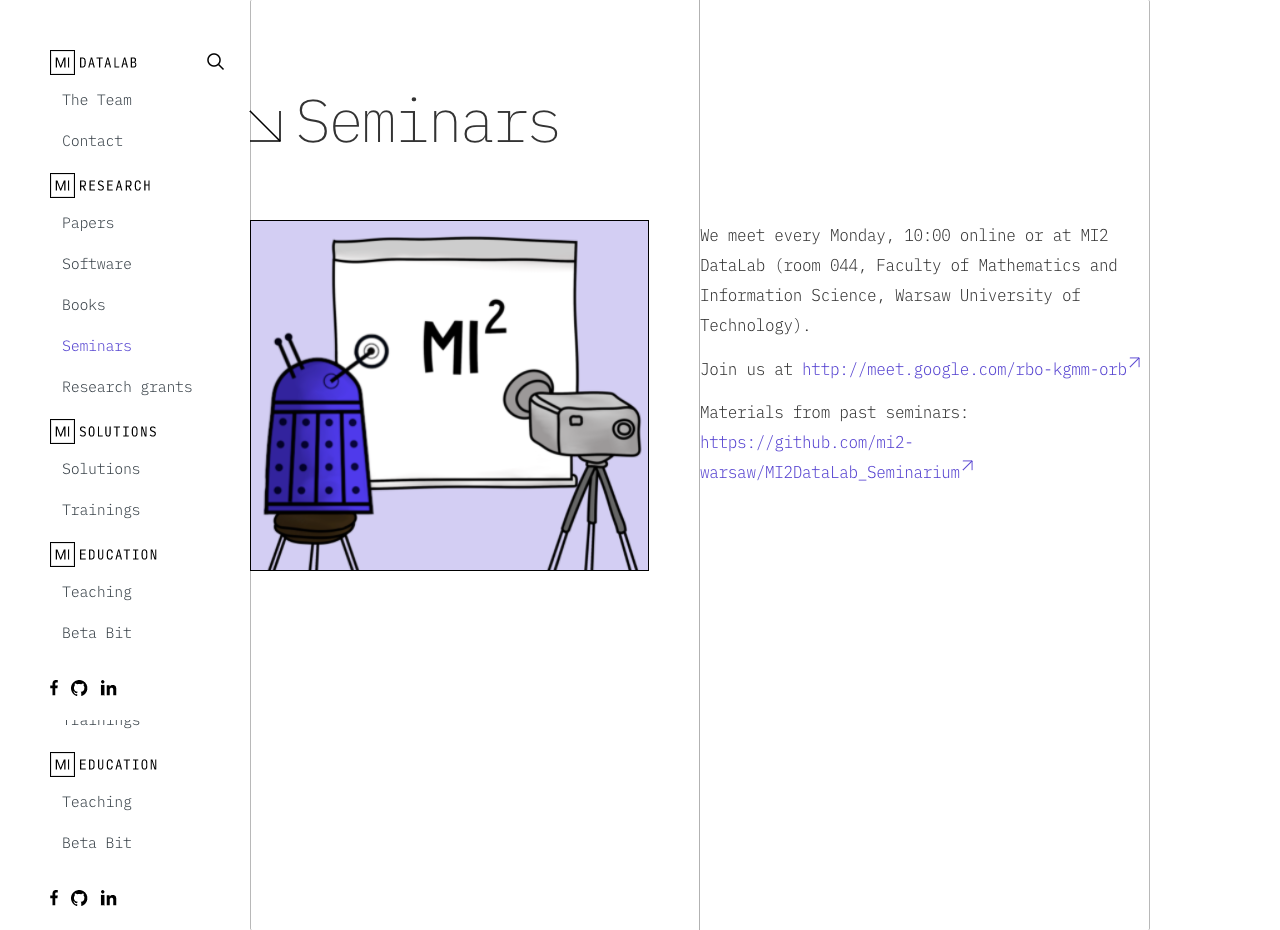 MI DATALAB
The Team
Contact
MI RESEARCH
Papers
Software
Books
Seminars
Research grants
MI SOLUTIONS
Solutions
Trainings
MI EDUCATION
Teaching
Beta Bit
Trainings
MI EDUCATION
Teaching
Beta Bit
Seminars
MI2
We meet every Monday, 10:00 online or at MI2
DataLab (room 044, Faculty of Mathematics and
Information Science, Warsaw University of
Technology).
Join us at http://meet.google.com/rbo-kgmm-orb
Materials from past seminars:
https://github.com/mi2-
warsaw/MI2DataLab_Seminarium